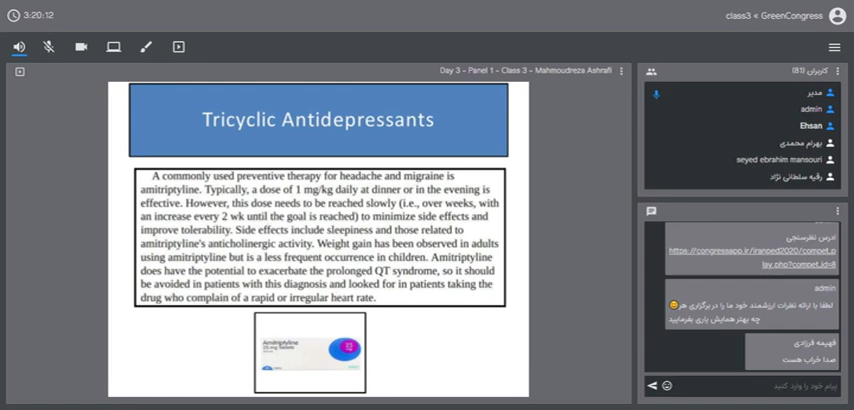 3:20:12
class3 < GreenCongress
Day 3 - Panel 1 - Class 3 - Mahmoudreza Ashrafi
Tricyclic Antidepressants
A commonly used preventive therapy for headache and migraine is
amitriptyline. Typically, a dose of 1 mg/kg daily at dinner or in the evening is
effective. However, this dose needs to be reached slowly (i.e., over weeks, with
an increase every 2 wk until the goal is reached) to minimize side effects and
improve tolerability. Side effects include sleepiness and those related to
amitriptyline's anticholinergic activity. Weight gain has been observed in adults
using amitriptyline but is a less frequent occurrence in children. Amitriptyline
does have the potential to exacerbate the prolonged QT syndrome, so it should
be avoided in patients with this diagnosis and looked for in patients taking the
drug who complain of a rapid or irregular heart rate.
Amitriptyline
25 mg Tablets
کاربران (81)
مدیر
admin
Ehsan
بهرام محمدی
seyed ebrahim mansouri
رقیه سلطانی نژاد
ادرس نظرسنجی
https://congressapp.ir/iranped2020/compet.p
lay.php?compet.id=8
admin
لطفا با ارائه نظرات ارزشمند خود ما را در برگزاری هر
چه بهتر همایش یاری بفرمایید
فهیمه فرزادی
صدا خراب هست
پیام خود را وارد کنید